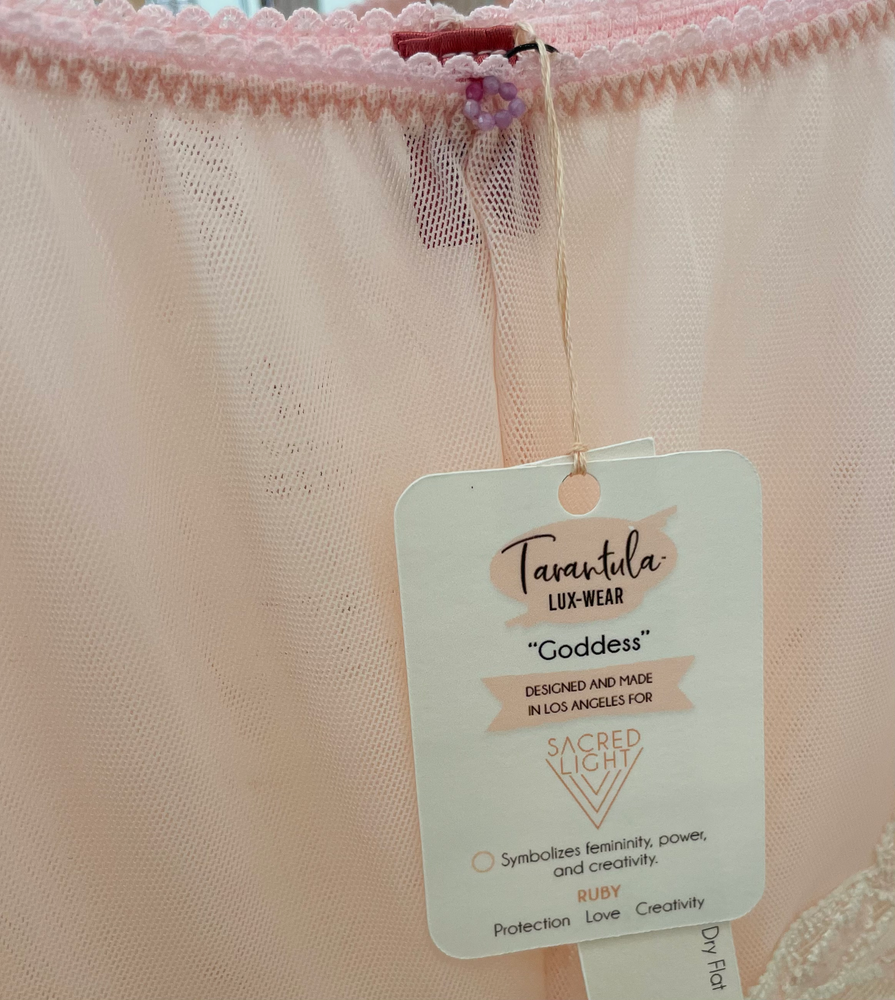 Tarantula
LUX-WEAR
“Goddess”
DESIGNED AND MADE
IN LOS ANGELES FOR
SACRED
LIGHT
Symbolizes femininity, power,
and creativity.
RUBY
Protection Love Creativity
Dry Flat